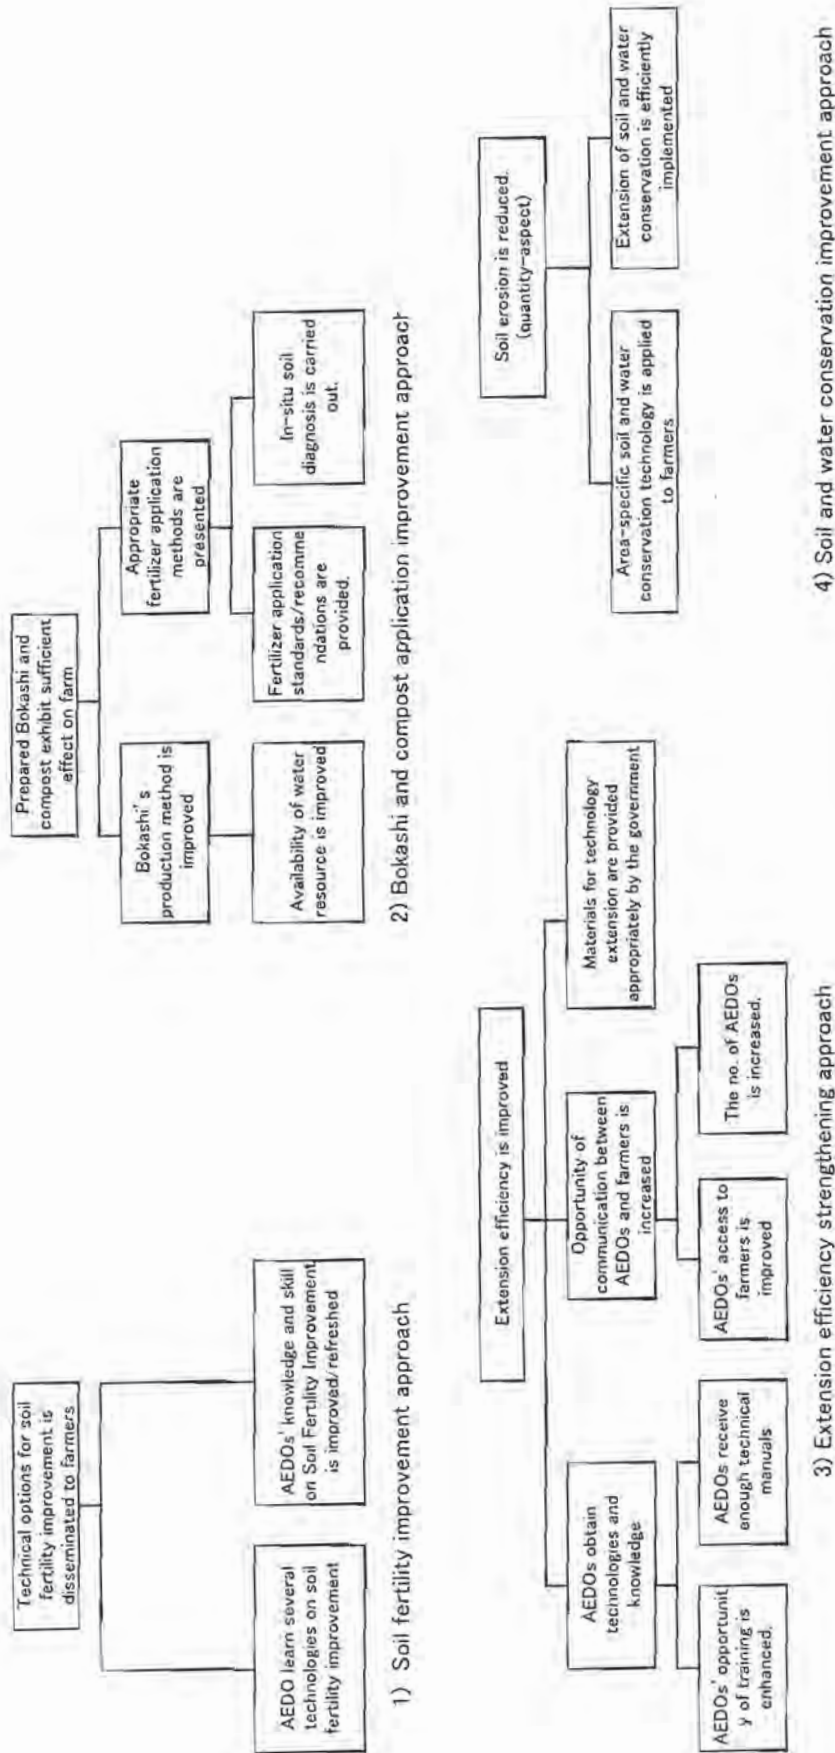 Technical options for soil
fertility improvement is
disseminated to farmers
AEDO learn several
technologies on soil
fertility improvement
AEDOs' knowledge and skill
on Soil Fertility Improvement
is improved/refreshed
1) Soil fertility improvement approach
Prepared Bokashi and
compost exhibit sufficient
effect on farm
Bokashi's
production method is
improved
Appropriate
fertilizer application
methods are
presented
Availability of water
resource is improved
Fertilizer application
standards/recomme
ndations are
provided.
In-situ soil
diagnosis is carried
out.
2) Bokashi and compost application improvement approach
Extension efficiency is improved
AEDOs obtain
technologies and
knowledge
Opportunity of
communication between
AEDOs and farmers is
increased
Materials for technology
extension are provided
appropriately by the government
AEDOs' opportunit
y of training is
enhanced.
AEDOs receive
enough technical
manuals
AEDOs' access to
farmers is
improved
The no. of AEDOs
is increased.
3) Extension efficiency strengthening approach
Soil erosion is reduced.
(quantity-aspect)
Area-specific soil and water
conservation technology is applied
to farmers
Extension of soil and water
conservation is efficiently
implemented
4) Soil and water conservation improvement approach